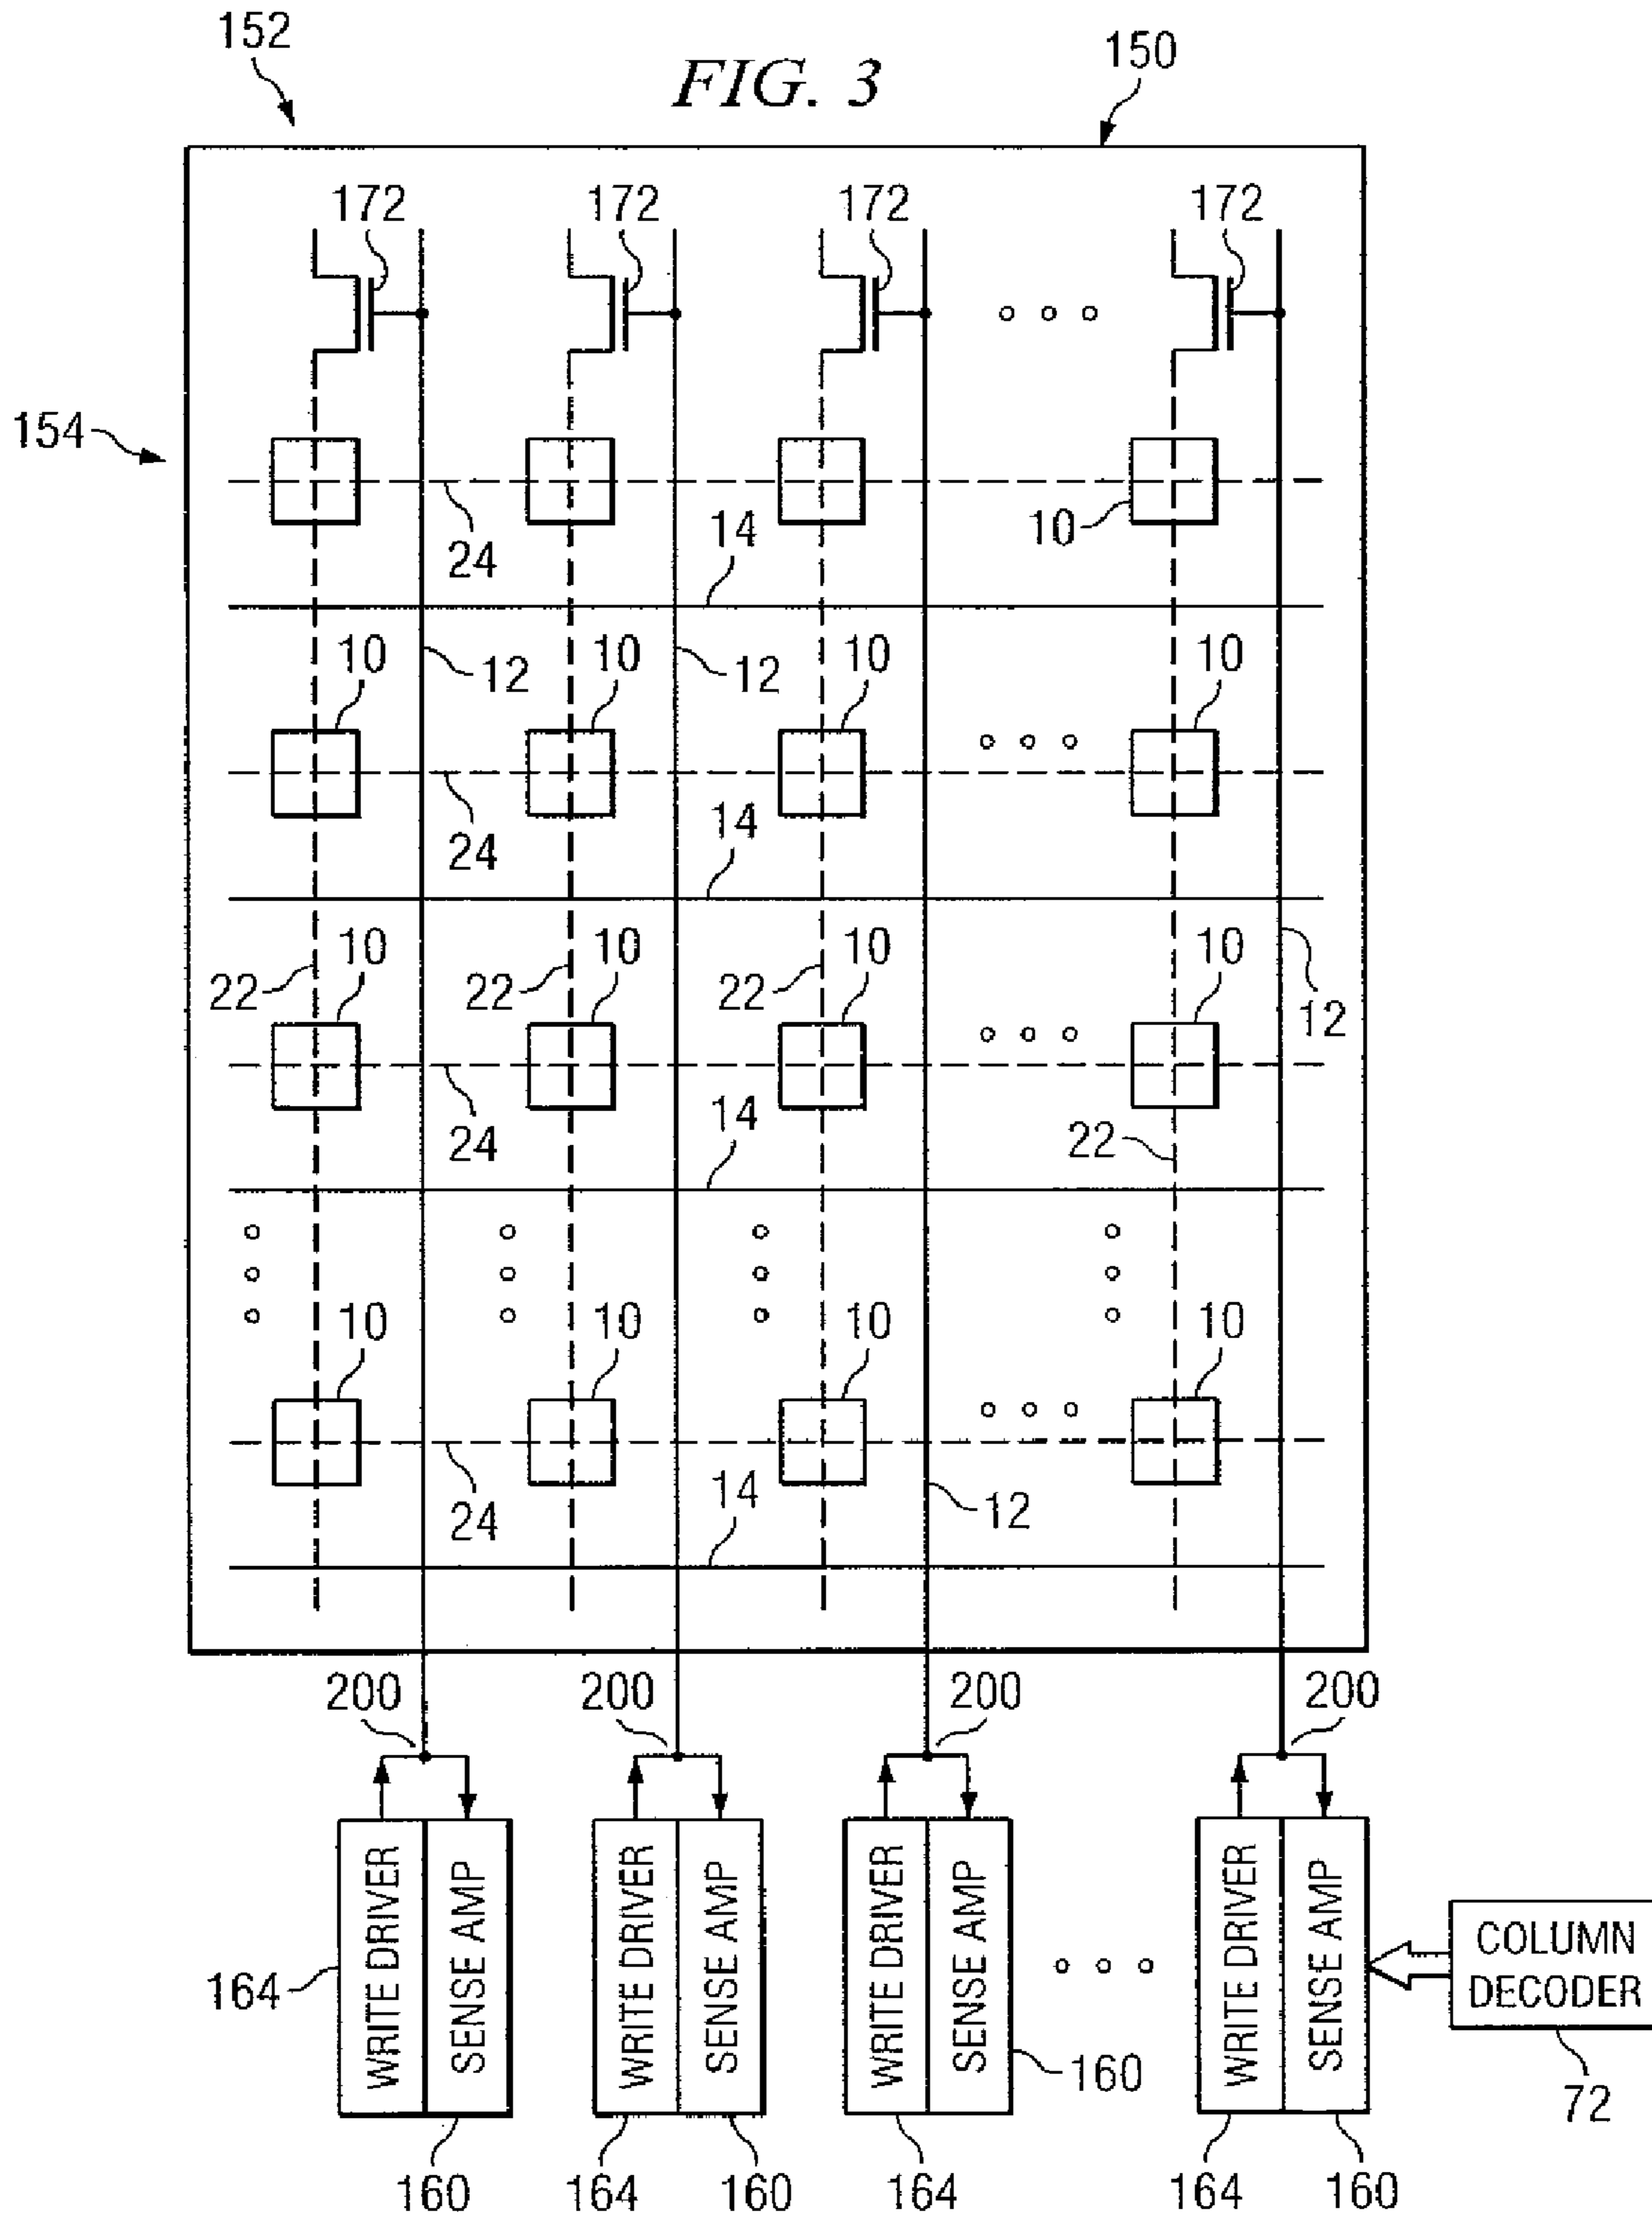 152
FIG. 3
150
172 172 172 172
154
24 14 10
10 12 10 12 10 10
24 14
10 10 10 10
22 22 22 12
24 14 22
10 10 10 10
24 14 12
200 200 200 200
WRITE DRIVER SENSE AMP WRITE DRIVER SENSE AMP WRITE DRIVER SENSE AMP WRITE DRIVER SENSE AMP
COLUMN
DECODER
164 160 72
160 164 160 164 164 160